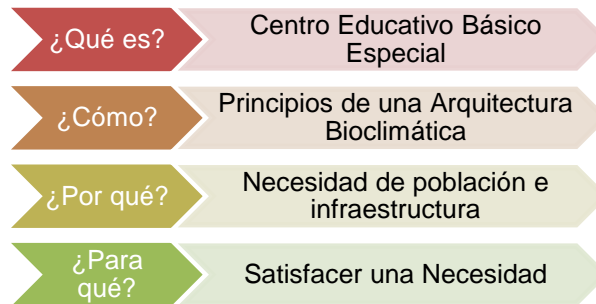 ¿Qué es?
Centro Educativo Básico
Especial
¿Cómo?
Principios de una Arquitectura
Bioclimática
¿Por qué?
Necesidad de población e
infraestructura
¿Para
qué?
Satisfacer una Necesidad